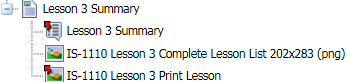 Lesson 3 Summary
Lesson 3 Summary
IS-1110 Lesson 3 Complete Lesson List 202x283 (png)
IS-1110 Lesson 3 Print Lesson